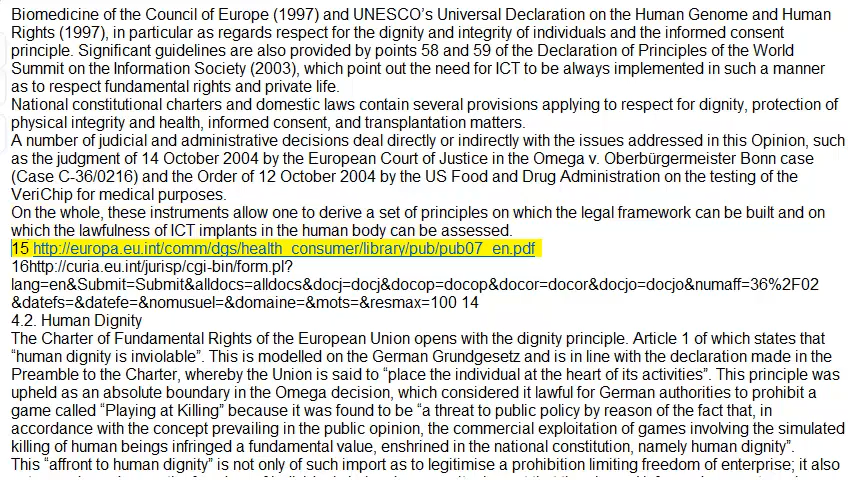 Biomedicine of the Council of Europe (1997) and UNESCO’s Universal Declaration on the Human Genome and Human
Rights (1997), in particular as regards respect for the dignity and integrity of individuals and the informed consent
principle. Significant guidelines are also provided by points 58 and 59 of the Declaration of Principles of the World
Summit on the Information Society (2003), which point out the need for ICT to be always implemented in such a manner
as to respect fundamental rights and private life.
National constitutional charters and domestic laws contain several provisions applying to respect for dignity, protection of
physical integrity and health, informed consent, and transplantation matters.
A number of judicial and administrative decisions deal directly or indirectly with the issues addressed in this Opinion, such
as the judgment of 14 October 2004 by the European Court of Justice in the Omega v. Oberbürgermeister Bonn case
(Case C-36/0216) and the Order of 12 October 2004 by the US Food and Drug Administration on the testing of the
VeriChip for medical purposes.
On the whole, these instruments allow one to derive a set of principles on which the legal framework can be built and on
which the lawfulness of ICT implants in the human body can be assessed.
15 http://europa.eu.int/comm/dgs/health_consumer/library/pub/pub07_en.pdf
16http://curia.eu.int/jurisp/cgi-bin/form.pl?
lang=en&Submit=Submit&alldocs=alldocs&docj=docj&docop=docop&docor=docor&docjo=docjo&numaff=36%2F02
&datefs=&datefe=&nomusuel=&domaine=&mots=&resmax=100 14
4.2. Human Dignity
The Charter of Fundamental Rights of the European Union opens with the dignity principle. Article 1 of which states that
“human dignity is inviolable”. This is modelled on the German Grundgesetz and is in line with the declaration made in the
Preamble to the Charter, whereby the Union is said to “place the individual at the heart of its activities”. This principle was
upheld as an absolute boundary in the Omega decision, which considered it lawful for German authorities to prohibit a
game called “Playing at Killing” because it was found to be “a threat to public policy by reason of the fact that, in
accordance with the concept prevailing in the public opinion, the commercial exploitation of games involving the simulated
killing of human beings infringed a fundamental value, enshrined in the national constitution, namely human dignity”.
This “affront to human dignity” is not only of such import as to legitimise a prohibition limiting freedom of enterprise; it also